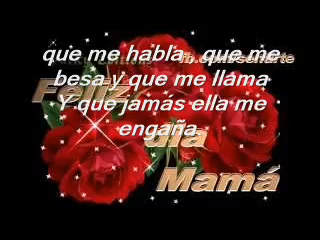 que me habla que me
besa y que me llama
Feliz
Y que jamás ella me
engaña
día
Mamá